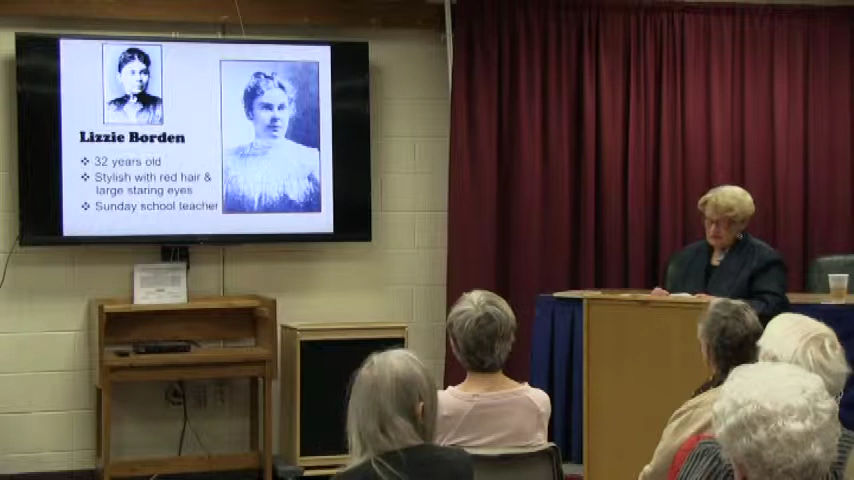 Lizzie Borden
❖ 32 years old
❖ Stylish with red hair &
large staring eyes
❖ Sunday school teacher